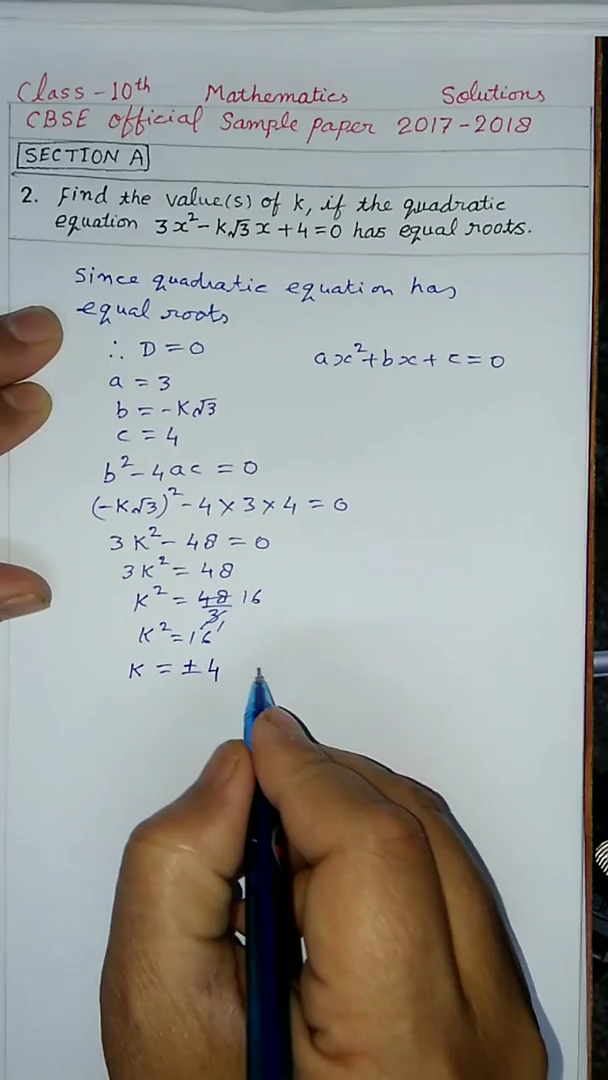 Class - 10th Mathematics Solutions
CBSE official Sample paper 2017-2018
SECTION A
2. Find the value(s) of k, if the quadratic
equation 3x² - k√3 x + 4 = 0 has equal roots.
Since quadratic equation has
equal roots
∴ D = 0
ax² + bx + c = 0
a = 3
b = -K√3
c = 4
b² - 4ac = 0
(-K√3)² - 4 × 3 × 4 = 0
3K² - 48 = 0
3K² = 48
K² = 48/3 16
1
K² = 16
K = ± 4